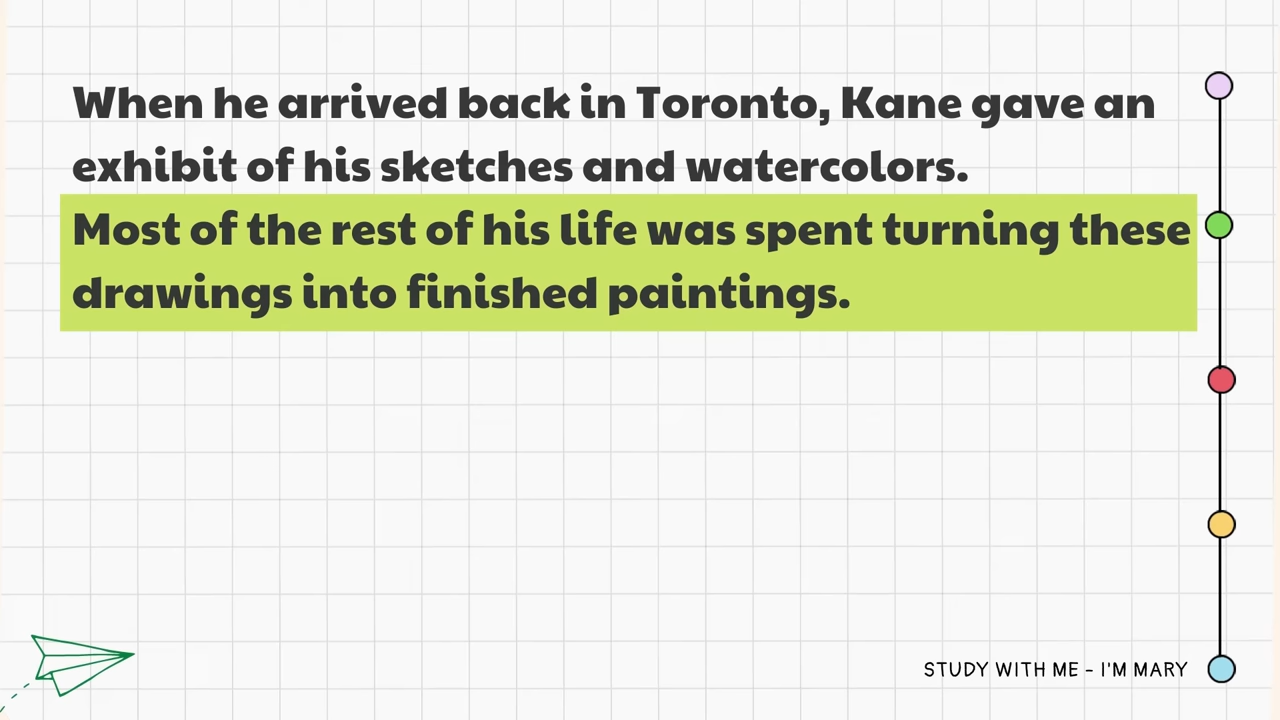 When he arrived back in Toronto, Kane gave an
exhibit of his sketches and watercolors.
Most of the rest of his life was spent turning these
drawings into finished paintings.
STUDY WITH ME - I'M MARY